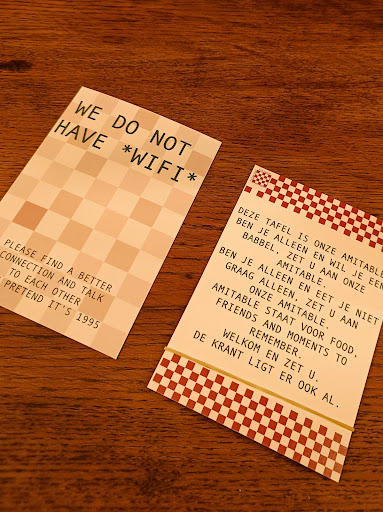 WE DO NOT
HAVE *WIFI*
PLEASE FIND A BETTER
CONNECTION AND TALK
TO EACH OTHER
PRETEND IT'S 1995
DEZE TAFEL IS ONZE AMITABLE.
BEN JE ALLEEN EN WIL JE EEN
BABBEL, ZET U AAN ONZE
AMITABLE.
BEN JE ALLEEN EN EET JE NIET
GRAAG ALLEEN, ZET U AAN
ONZE AMITABLE.
AMITABLE STAAT VOOR FOOD,
FRIENDS AND MOMENTS TO
REMEMBER.
WELKOM EN ZET U.
DE KRANT LIGT ER OOK AL.